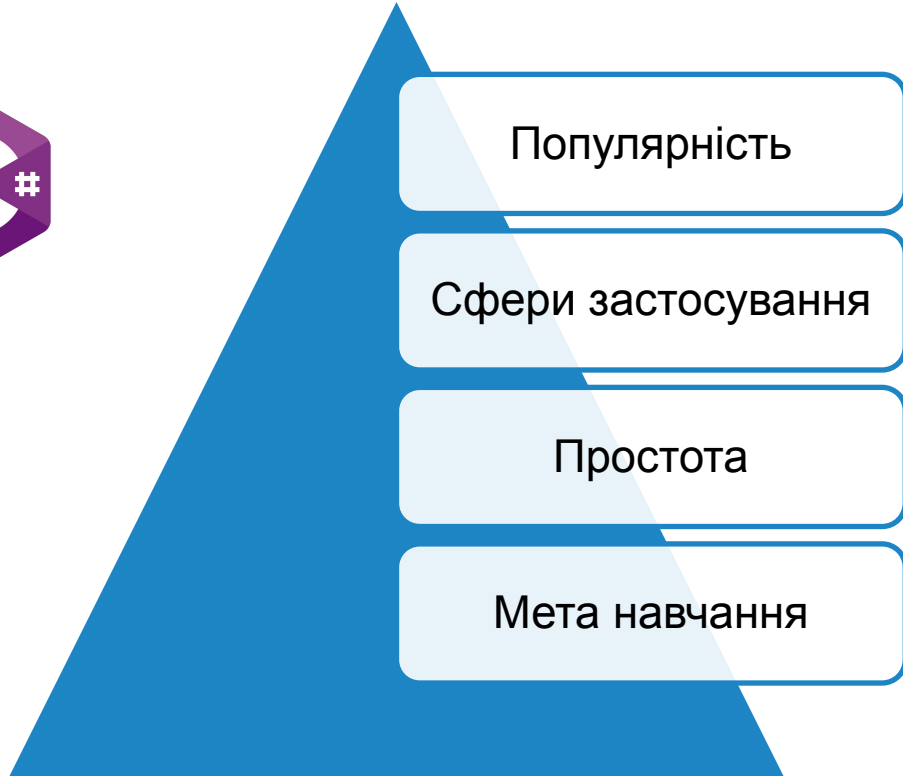 #
Популярність
Сфери застосування
Простота
Мета навчання